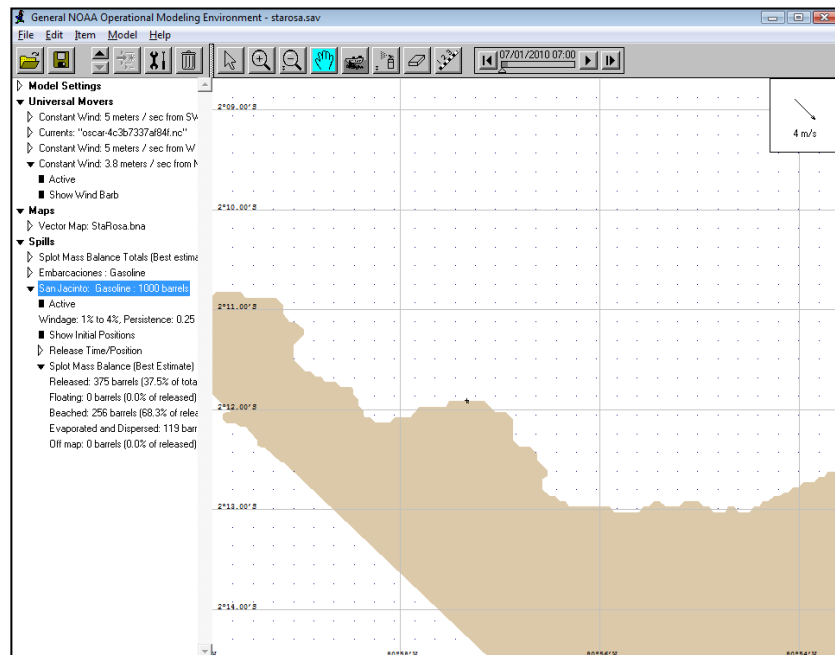 General NOAA Operational Modeling Environment - starosa.sav
File Edit Item Model Help
07/01/2010 07:00
Model Settings
Universal Movers
Constant Wind: 5 meters / sec from SW
Currents: "oscar-4c3b7337af84f.nc"
Constant Wind: 5 meters / sec from W
Constant Wind: 3.8 meters / sec from N
Active
Show Wind Barb
Maps
Vector Map: StaRosa.bna
Spills
Splot Mass Balance Totals (Best estima
Embarcaciones : Gasoline
San Jacinto: Gasoline : 1000 barrels
Active
Windage: 1% to 4%, Persistence: 0.25
Show Initial Positions
Release Time/Position
Splot Mass Balance (Best Estimate)
Released: 375 barrels (37.5% of tota
Floating: 0 barrels (0.0% of released)
Beached: 256 barrels (68.3% of relea
Evaporated and Dispersed: 119 barr
Off map: 0 barrels (0.0% of released)
4 m/s
2°09.00'S
2°10.00'S
2°11.00'S
2°12.00'S
2°13.00'S
2°14.00'S
80°58'W
80°56'W
80°54'W